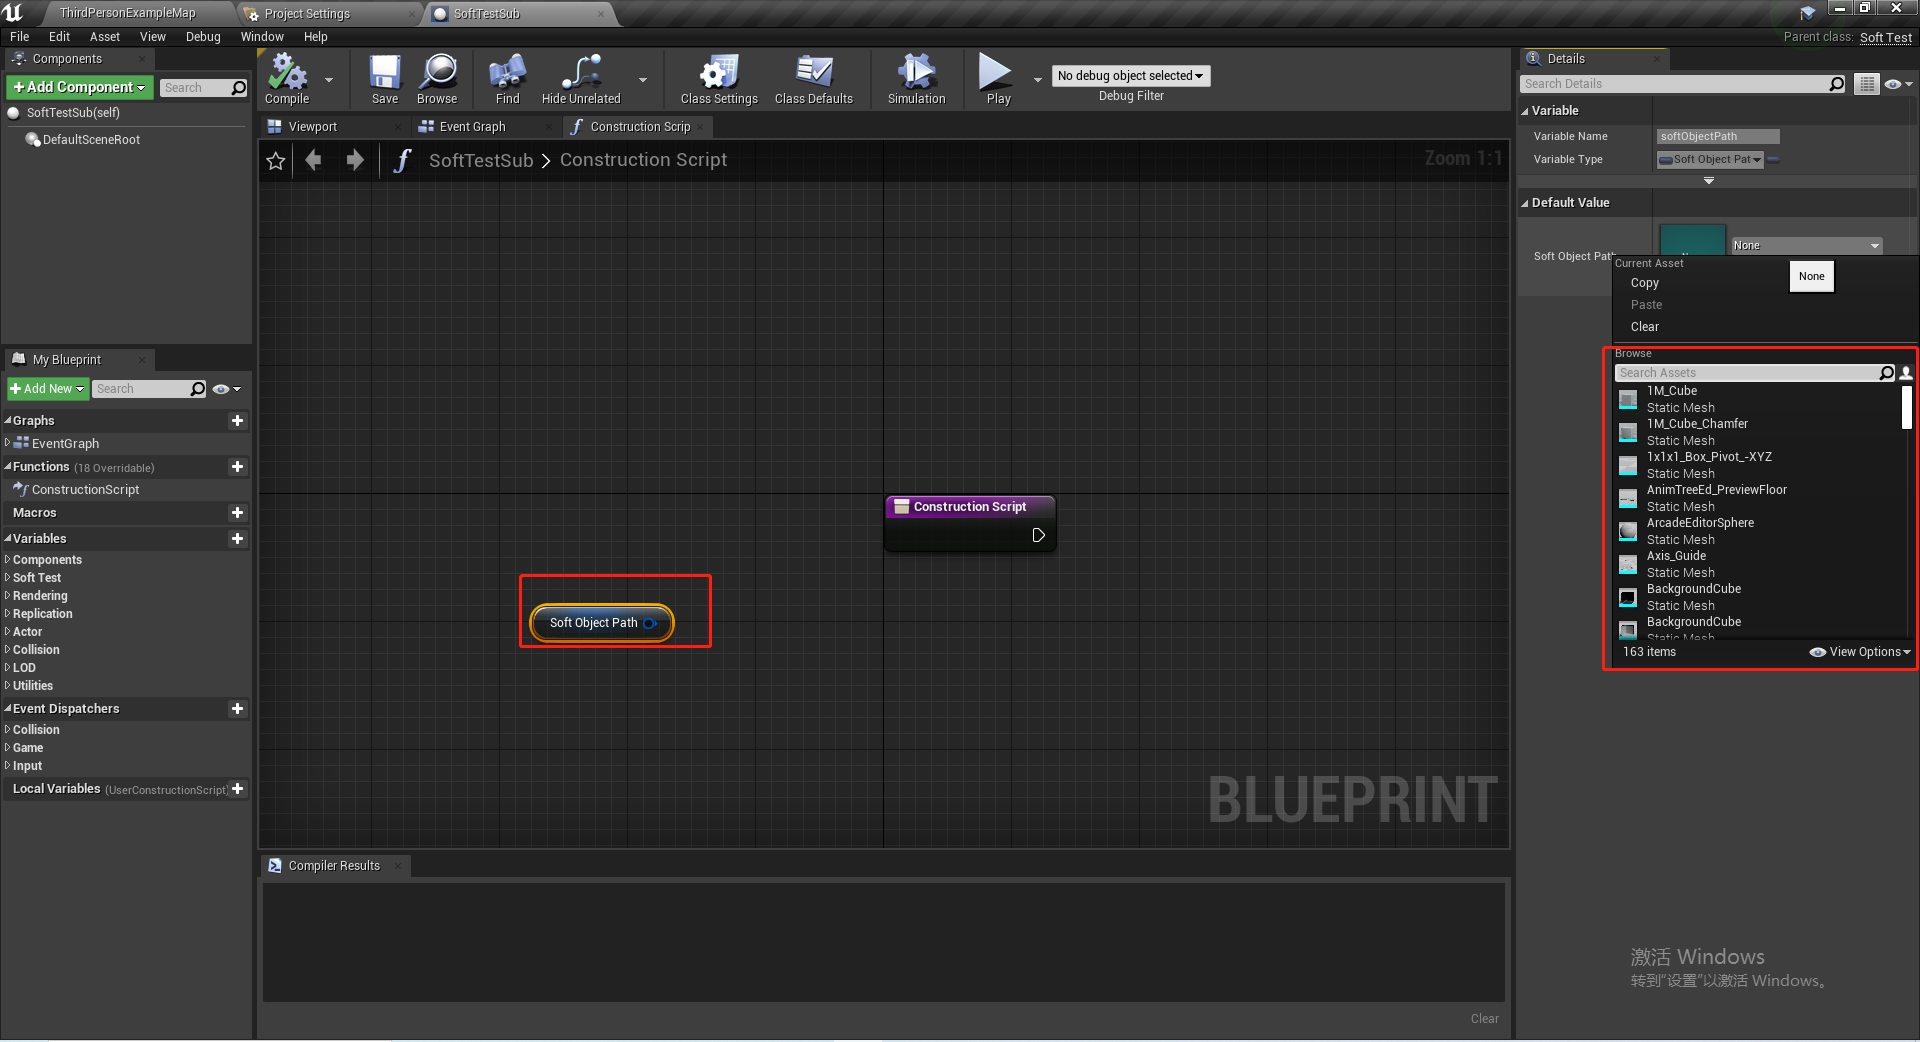 ThirdPersonExampleMap
Project Settings
SoftTestSub
File Edit Asset View Debug Window Help
Parent class: Soft Test
Components
+Add Component
Search
SoftTestSub(self)
DefaultSceneRoot
Compile
Save
Browse
Find
Hide Unrelated
Class Settings
Class Defaults
Simulation
Play
No debug object selected
Debug Filter
Viewport
Event Graph
Construction Scrip
SoftTestSub > Construction Script
Zoom 1:1
Construction Script
Soft Object Path
BLUEPRINT
My Blueprint
+Add New
Search
Graphs
EventGraph
Functions (18 Overridable)
ConstructionScript
Macros
Variables
Components
Soft Test
Rendering
Replication
Actor
Collision
LOD
Utilities
Event Dispatchers
Collision
Game
Input
Local Variables (UserConstructionScript)
Compiler Results
Clear
Details
Search Details
Variable
Variable Name softObjectPath
Variable Type Soft Object Pat
Default Value
Soft Object Path
None
Current Asset
None
Copy
Paste
Clear
Browse
Search Assets
1M_Cube
Static Mesh
1M_Cube_Chamfer
Static Mesh
1x1x1_Box_Pivot_-XYZ
Static Mesh
AnimTreeEd_PreviewFloor
Static Mesh
ArcadeEditorSphere
Static Mesh
Axis_Guide
Static Mesh
BackgroundCube
Static Mesh
BackgroundCube
Static Mesh
163 items
View Options
激活 Windows
转到“设置”以激活 Windows。